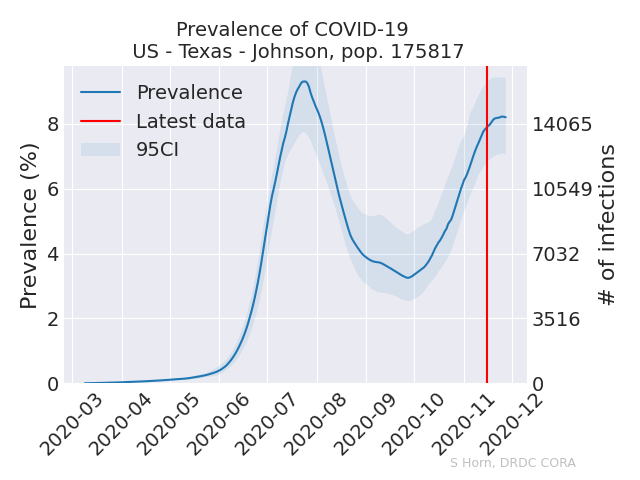 Prevalence of COVID-19
US - Texas - Johnson, pop. 175817
Prevalence
Latest data
95CI
Prevalence (%)
8
6
4
2
0
14065
10549
7032
3516
0
# of infections
2020-03
2020-04
2020-05
2020-06
2020-07
2020-08
2020-09
2020-10
2020-11
2020-12
S Horn, DRDC CORA